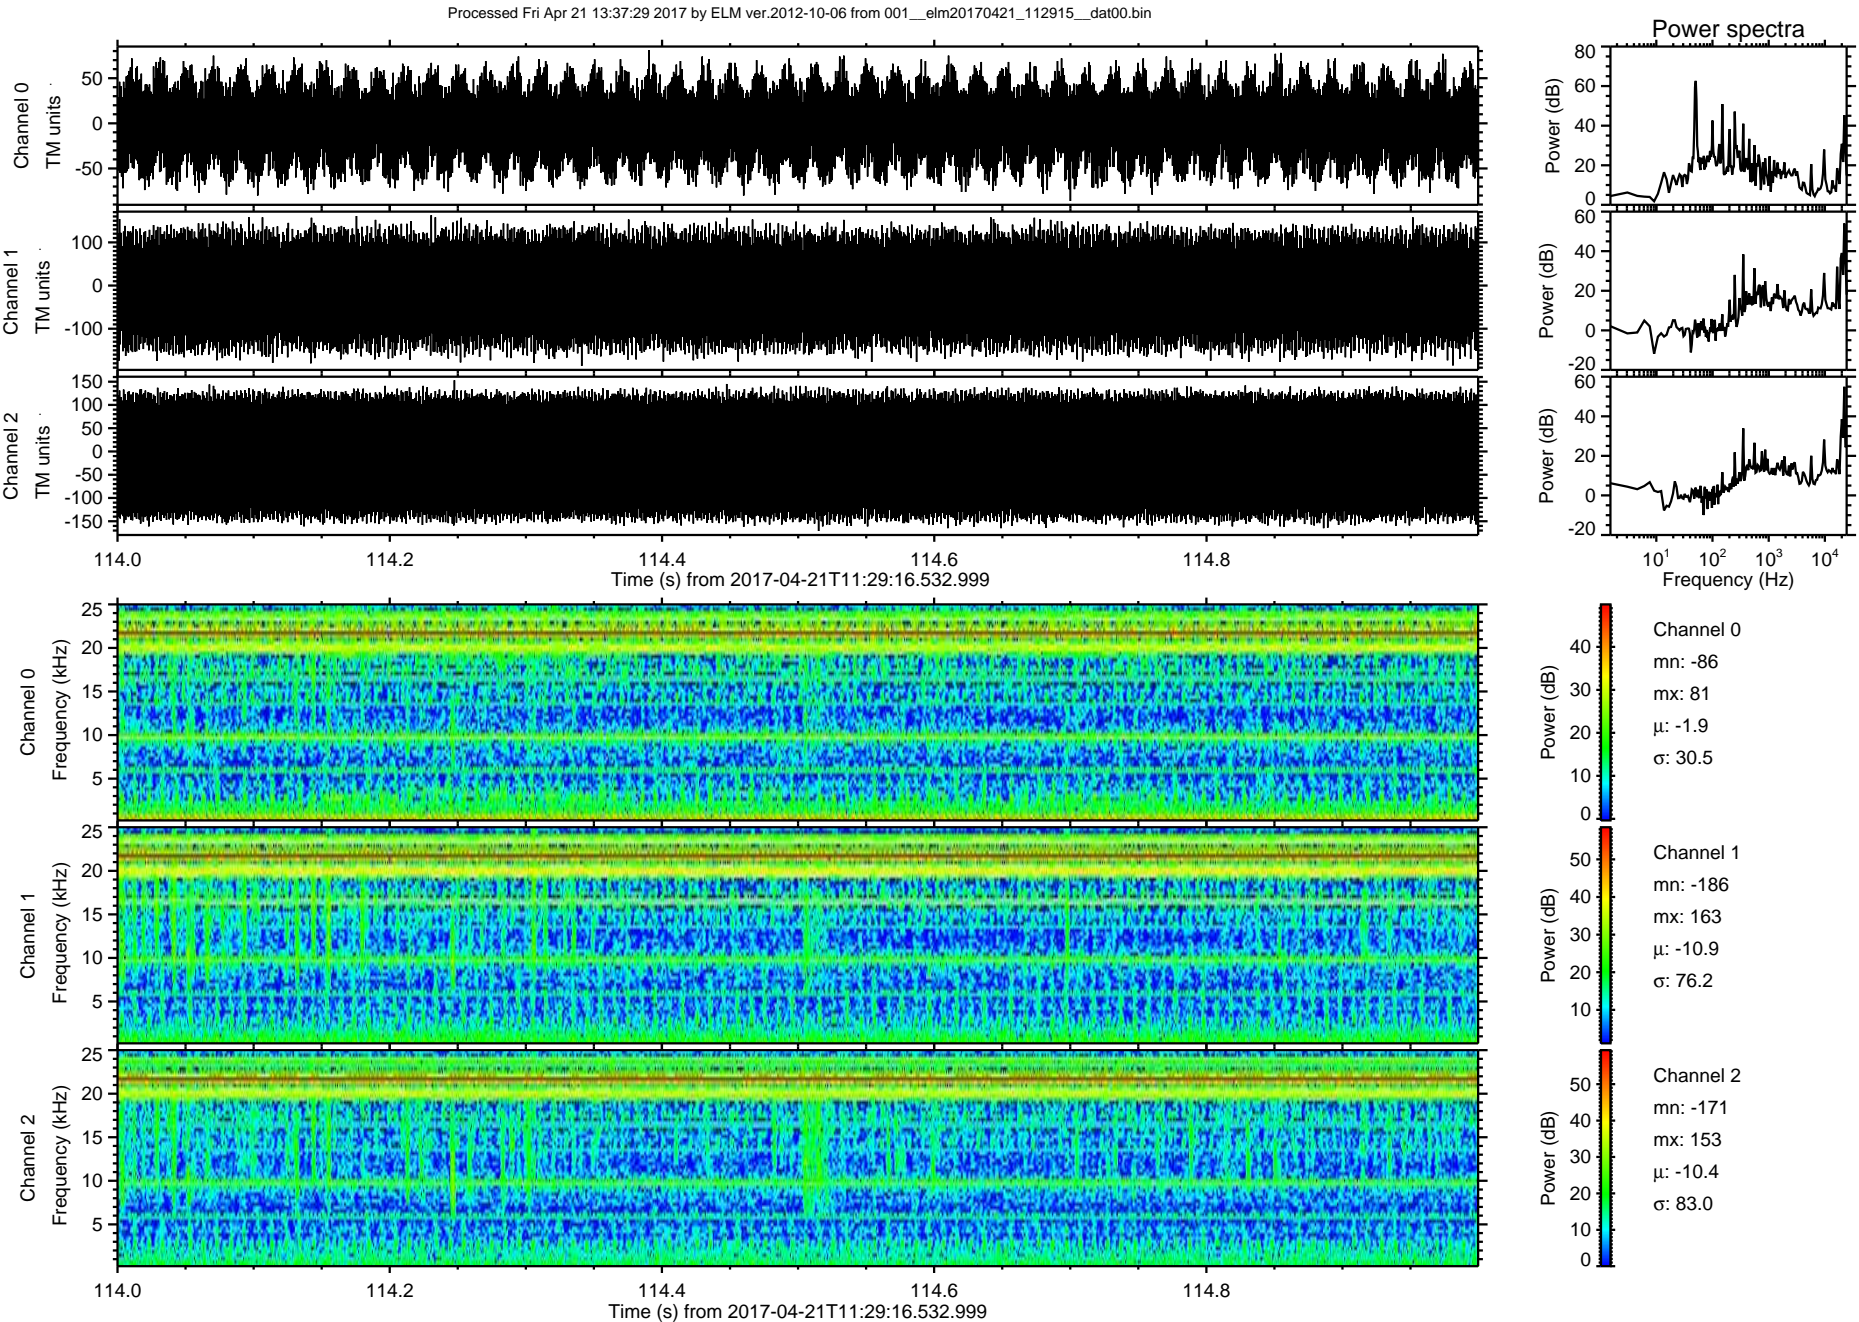 Processed Fri Apr 21 13:37:29 2017 by ELM ver.2012-10-06 from 001__elm20170421_112915__dat00.bin
Power spectra
Channel 0
TM units
50
0
-50
Power (dB)
80
60
40
20
0
Channel 1
TM units
100
0
-100
Power (dB)
60
40
20
0
-20
Channel 2
TM units
150
100
50
0
-50
-100
-150
Power (dB)
60
40
20
0
-20
114.0 114.2 114.4 114.6 114.8
Time (s) from 2017-04-21T11:29:16.532.999
10^1 10^2 10^3 10^4
Frequency (Hz)
Channel 0
Frequency (kHz)
25
20
15
10
5
Power (dB)
40
30
20
10
0
Channel 0
mn: -86
mx: 81
μ: -1.9
σ: 30.5
Channel 1
Frequency (kHz)
25
20
15
10
5
Power (dB)
50
40
30
20
10
Channel 1
mn: -186
mx: 163
μ: -10.9
σ: 76.2
Channel 2
Frequency (kHz)
25
20
15
10
5
Power (dB)
50
40
30
20
10
0
Channel 2
mn: -171
mx: 153
μ: -10.4
σ: 83.0
114.0 114.2 114.4 114.6 114.8
Time (s) from 2017-04-21T11:29:16.532.999